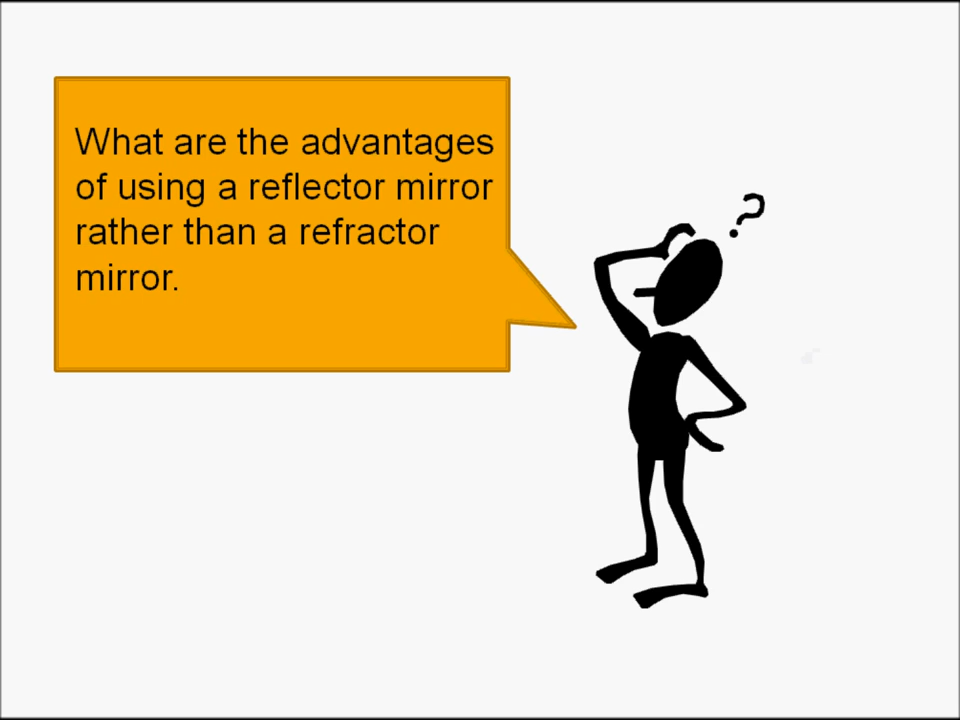 What are the advantages
of using a reflector mirror
rather than a refractor
mirror.
?